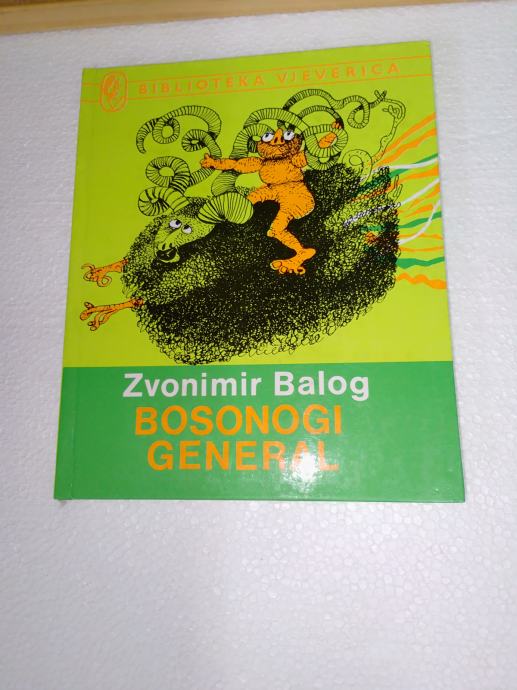 BIBLIOTEKA VJEVERICA
Zvonimir Balog
BOSONOGI
GENERAL